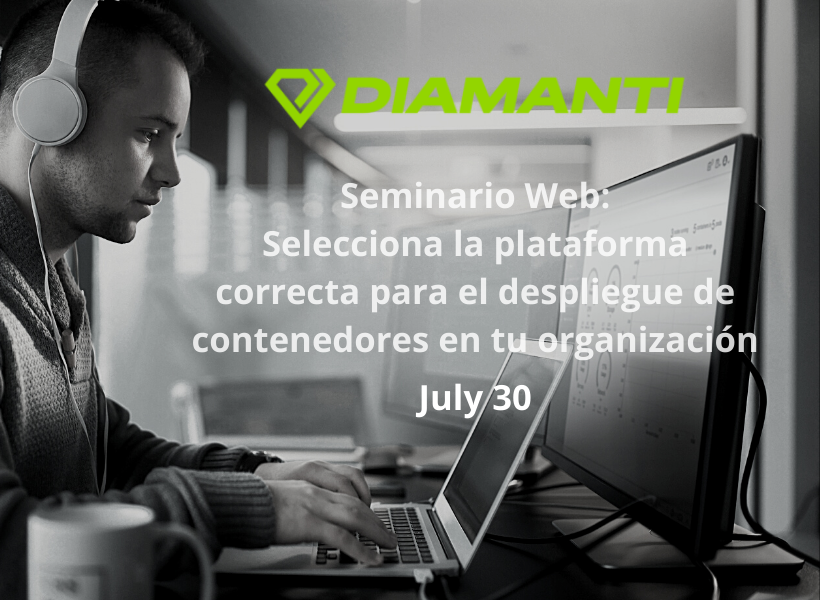 DIAMANTI
Seminario Web:
Selecciona la plataforma
correcta para el despliegue de
contenedores en tu organización
July 30